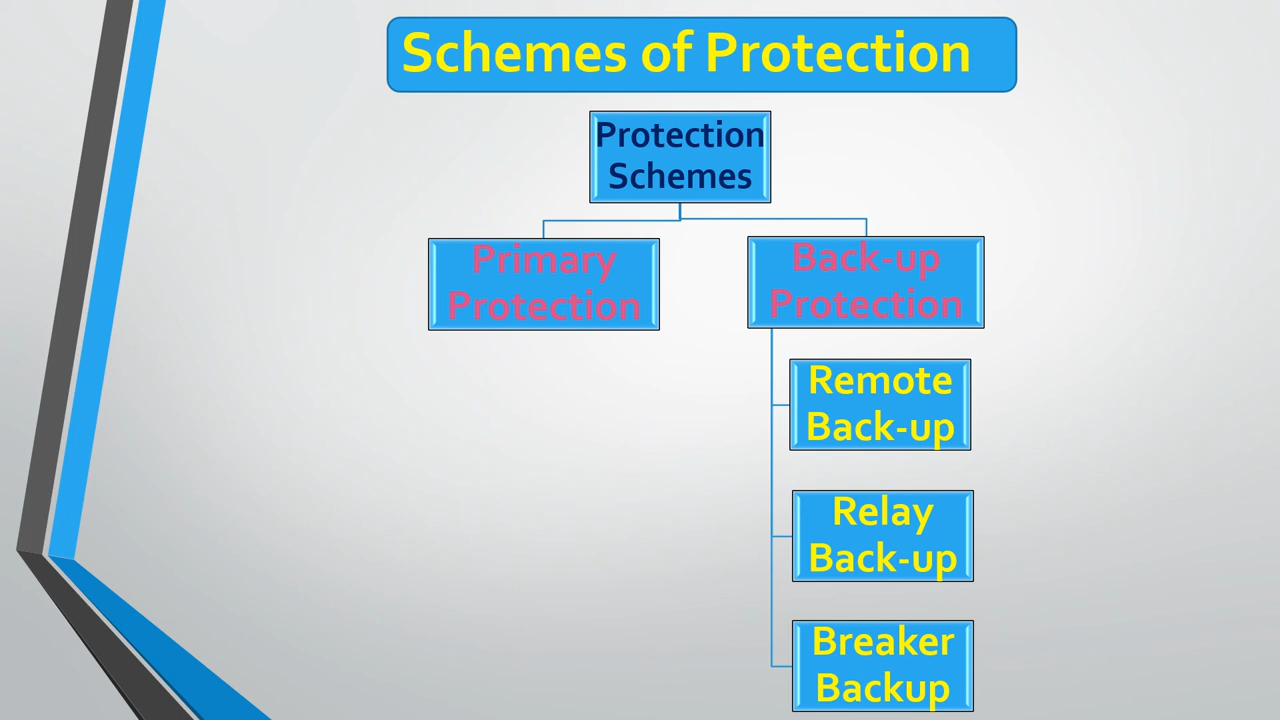 Schemes of Protection
Protection
Schemes
Primary
Protection
Back-up
Protection
Remote
Back-up
Relay
Back-up
Breaker
Backup